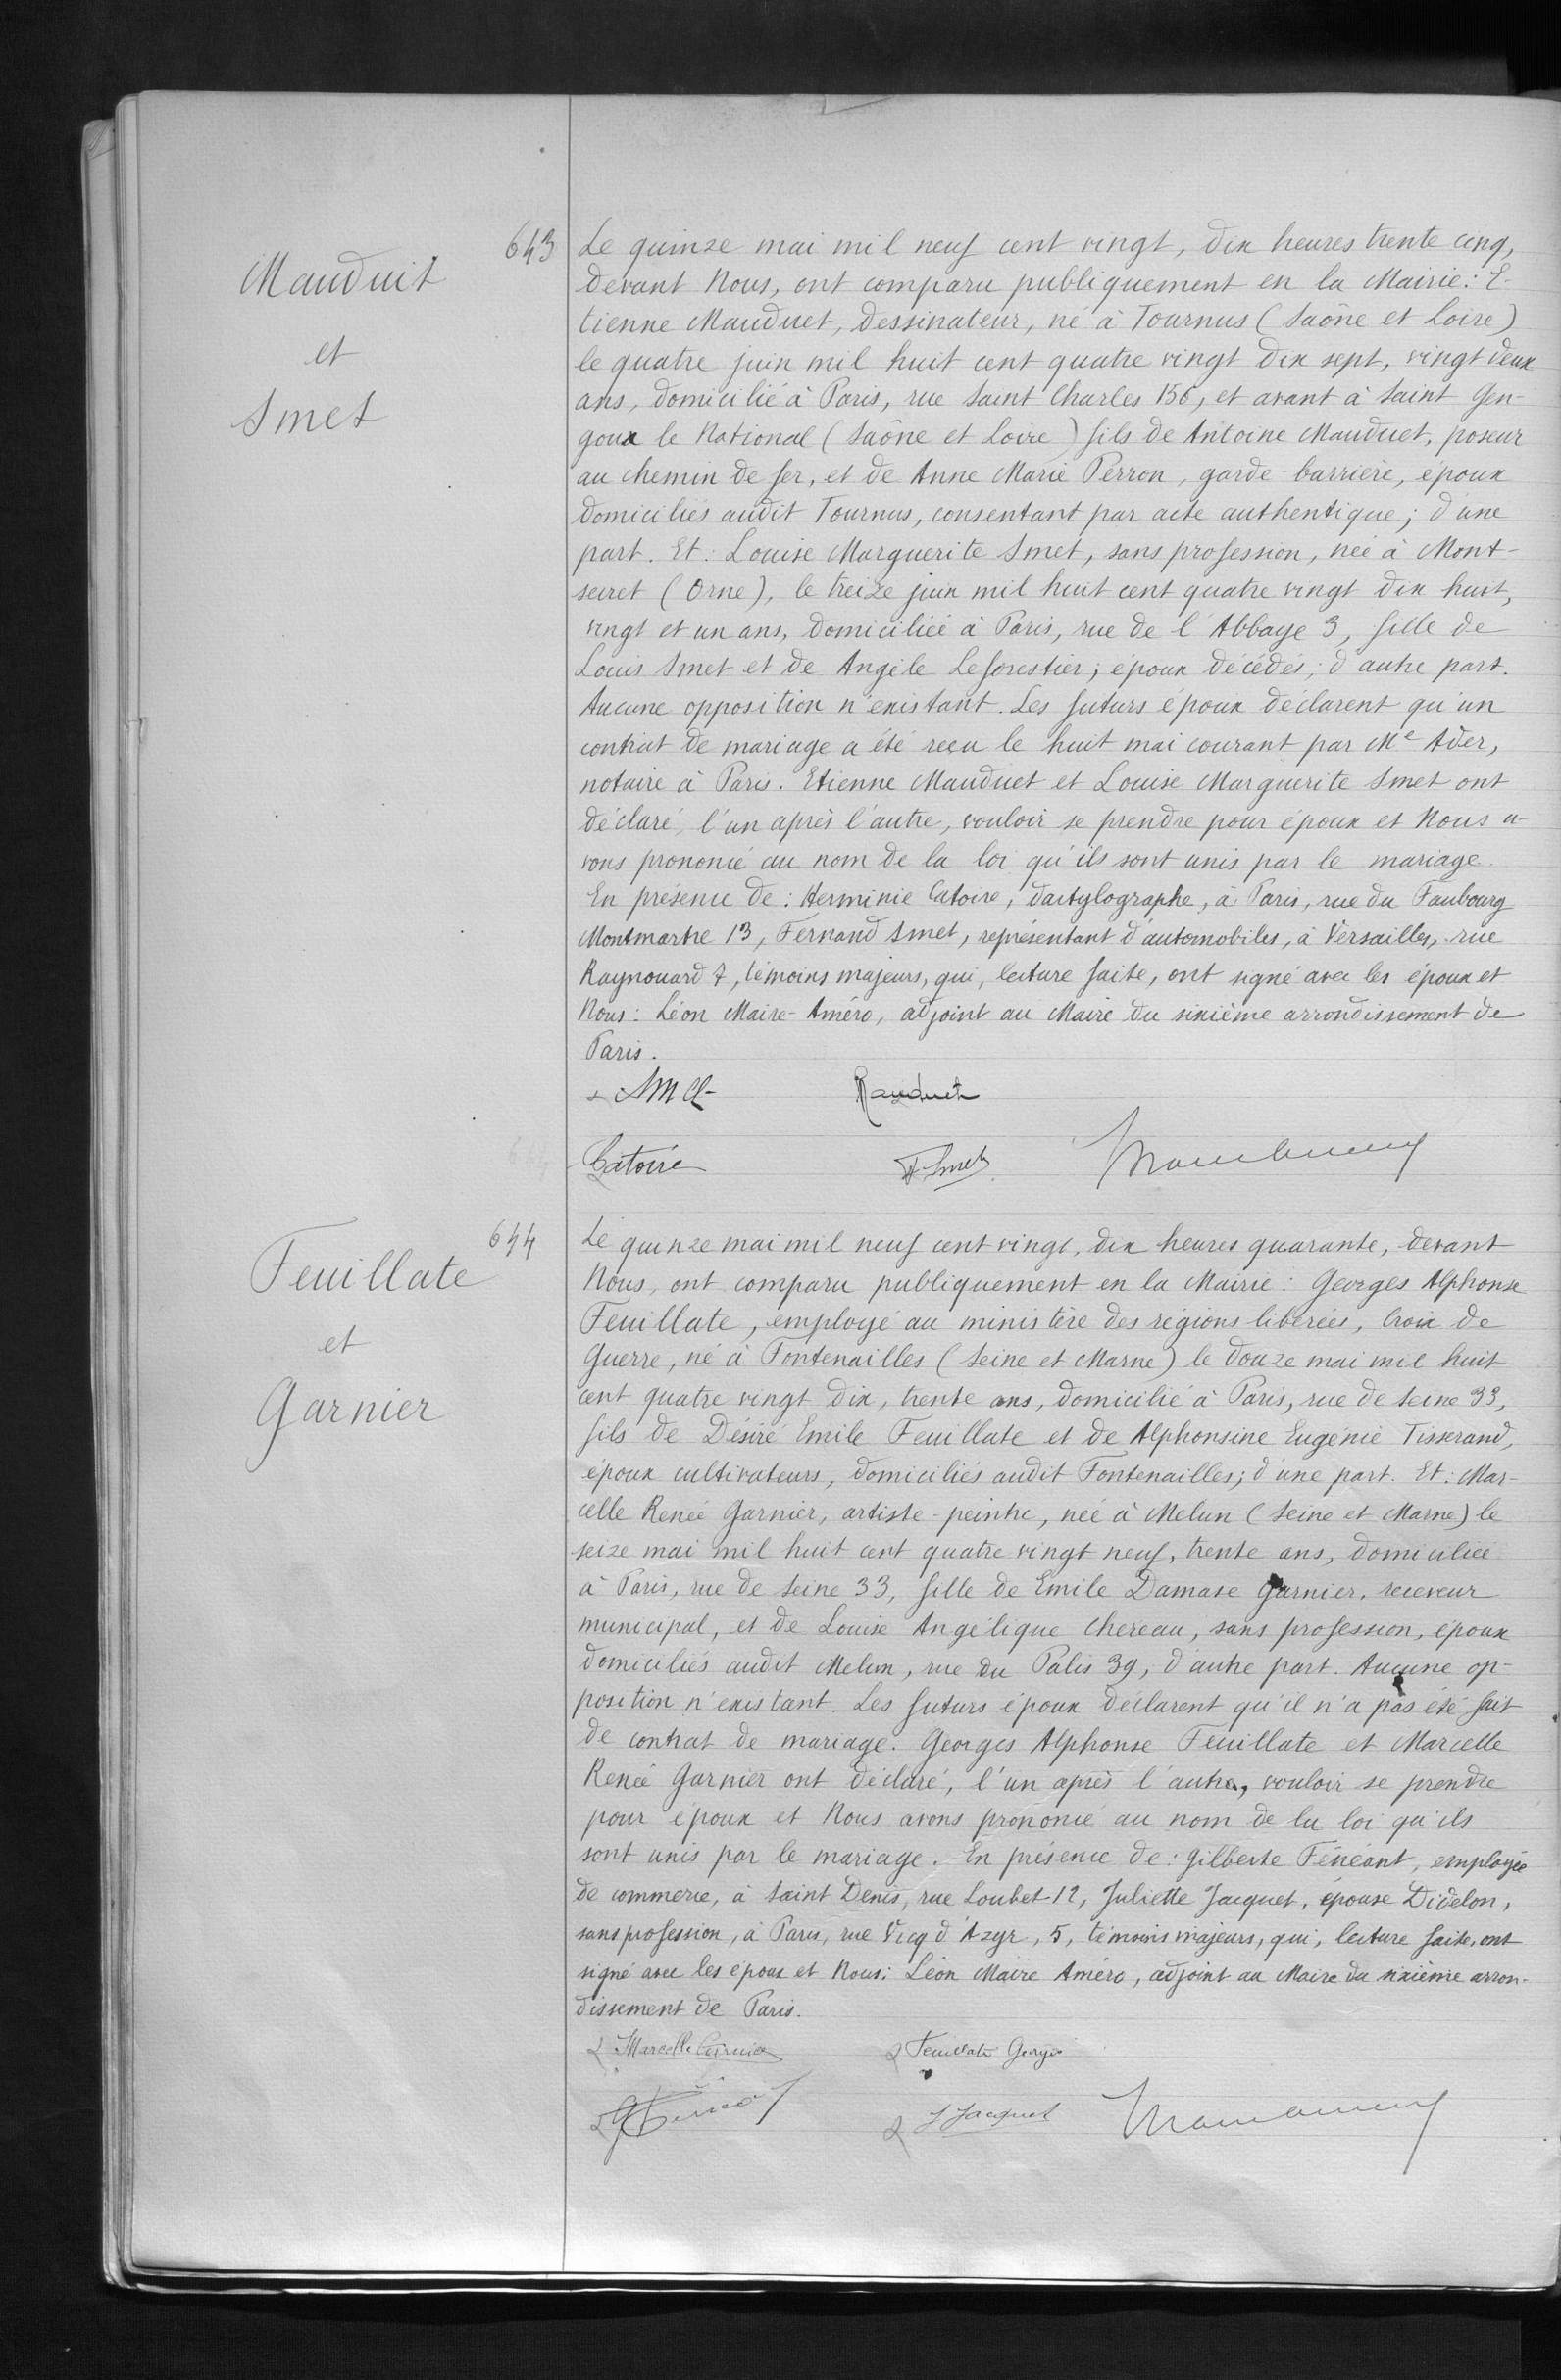 643
Mauduit
et
Smet
Le quinze mai mil neuf cent vingt, dix heures trente cinq,
devant Nous, ont comparu publiquement en la Mairie: E-
tienne Mauduet, dessinateur, né à Tournus (Saône et Loire)
le quatre juin mil huit cent quatre vingt dix sept, vingt deux
ans, domicilié à Paris, rue Saint Charles 156, et avant à Saint Gen-
goux le National (Saône et Loire) fils de Antoine Mauduet, poseur
au chemin de fer, et de Anne Marie Perron, garde-barrière, époux
domiciliés audit Tournus, consentant par acte authentique; d'une
part. Et: Louise Marguerite Smet, sans profession, née à Mont-
secret (Orne), le treize juin mil huit cent quatre vingt dix huit,
vingt et un ans, domiciliée à Paris, rue de l'Abbaye 3, fille de
Louis Smet et de Angèle Leforestier; époux décédés; d'autre part.
Aucune opposition n'existant. Les futurs époux déclarent qu'un
contrat de mariage a été reçu le huit mai courant par Me Ader,
notaire à Paris. Etienne Mauduet et Louise Marguerite Smet ont
déclaré, l'un après l'autre, vouloir se prendre pour époux et Nous a-
vons prononcé au nom de la loi qu'ils sont unis par le mariage.
En présence de: Herminie Catoire, dactylographe, à Paris, rue du Faubourg
Montmartre 13, Fernand Smet, représentant d'automobiles, à Versailles, rue
Raynouard 7, témoins majeurs, qui, lecture faite, ont signé avec les époux et
Nous: Léon Maire-Améro, adjoint au Maire du sixième arrondissement de
Paris.
Smet Mauduet
Catoire F. Smet
644
Feuillate
et
Garnier
Le quinze mai mil neuf cent vingt, dix heures quarante, devant
Nous, ont comparu publiquement en la Mairie: Georges Alphonse
Feuillate, employé au ministère des régions libérées, Croix de
Guerre, né à Fontenailles (Seine et Marne) le douze mai mil huit
cent quatre vingt dix, trente ans, domicilié à Paris, rue de Seine 33,
fils de Désiré Emile Feuillate et de Alphonsine Eugénie Tisserand,
époux cultivateurs, domiciliés audit Fontenailles; d'une part. Et: Mar-
celle Renée Garnier, artiste-peintre, née à Melun (Seine et Marne) le
seize mai mil huit cent quatre vingt neuf, trente ans, domiciliée
à Paris, rue de Seine 33, fille de Emile Damase Garnier, receveur
municipal, et de Louise Angélique Chereau, sans profession, époux
domiciliés audit Melun, rue du Palis 39, d'autre part. Aucune op-
position n'existant. Les futurs époux déclarent qu'il n'a pas été fait
de contrat de mariage. Georges Alphonse Feuillate et Marcelle
Renée Garnier ont déclaré, l'un après l'autre, vouloir se prendre
pour époux et Nous avons prononcé au nom de la loi qu'ils
sont unis par le mariage. En présence de: Gilberte Fénéant, employée
de commerce, à Saint Denis, rue Loubet 12, Juliette Jacquet, épouse Didelon,
sans profession, à Paris, rue Vicq d'Azyr, 5, témoins majeurs, qui, lecture faite, ont
signé avec les époux et Nous: Léon Maire Améro, adjoint au Maire du sixième arron-
dissement de Paris.
Marcelle Garnier Feuillate Georges
J Jacquet